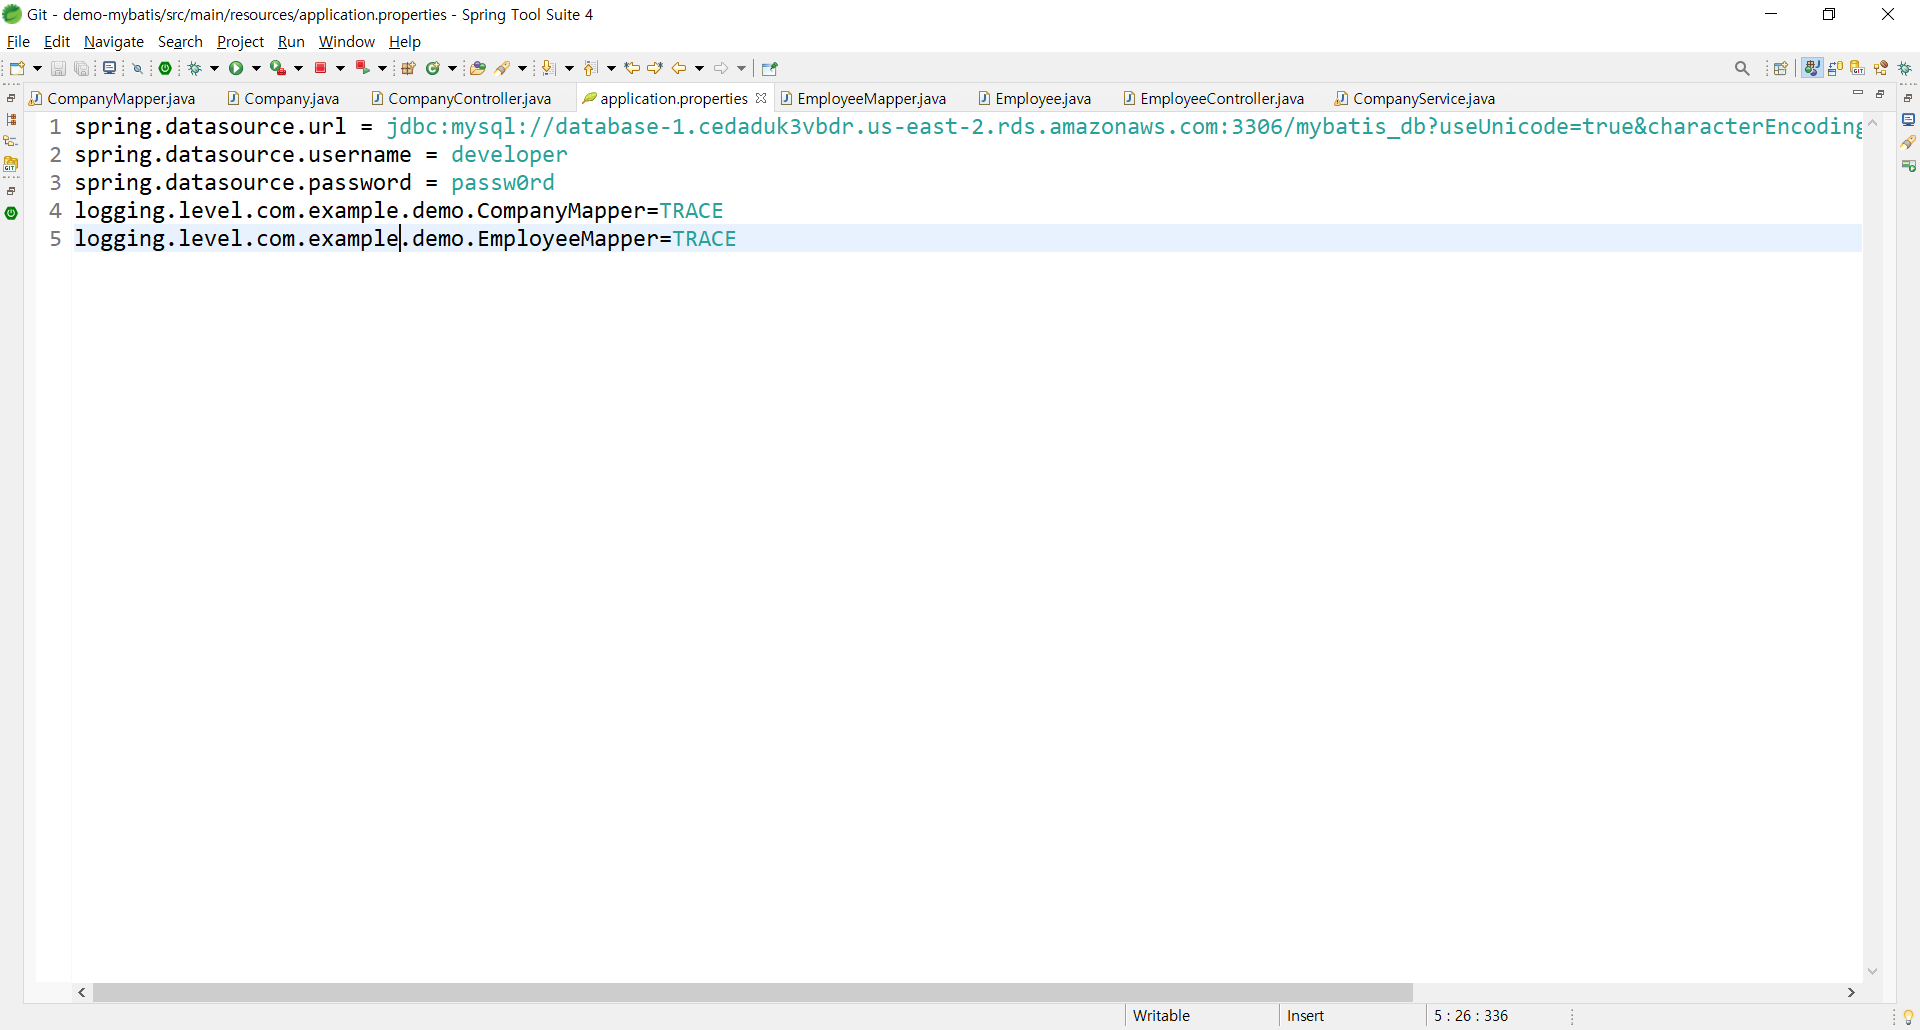 Git - demo-mybatis/src/main/resources/application.properties - Spring Tool Suite 4
File Edit Navigate Search Project Run Window Help
CompanyMapper.java Company.java CompanyController.java application.properties EmployeeMapper.java Employee.java EmployeeController.java CompanyService.java
1 spring.datasource.url = jdbc:mysql://database-1.cedaduk3vbdr.us-east-2.rds.amazonaws.com:3306/mybatis_db?useUnicode=true&characterEncoding
2 spring.datasource.username = developer
3 spring.datasource.password = passw0rd
4 logging.level.com.example.demo.CompanyMapper=TRACE
5 logging.level.com.example.demo.EmployeeMapper=TRACE
Writable Insert 5 : 26 : 336